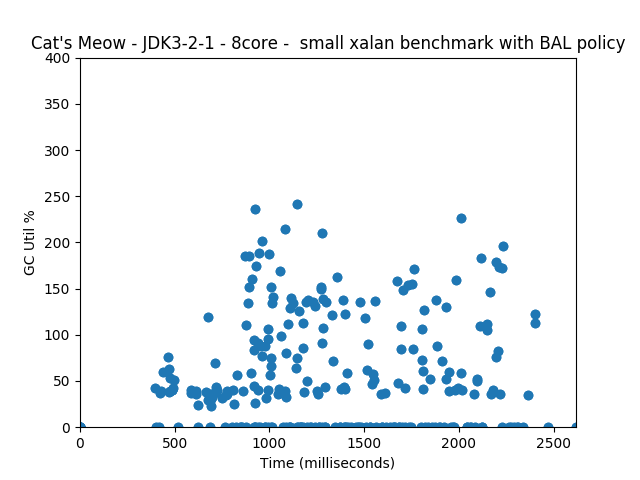 Cat's Meow - JDK3-2-1 - 8core -  small xalan benchmark with BAL policy
400
350
300
250
200
150
100
50
0
GC Util %
0 500 1000 1500 2000 2500
Time (milliseconds)